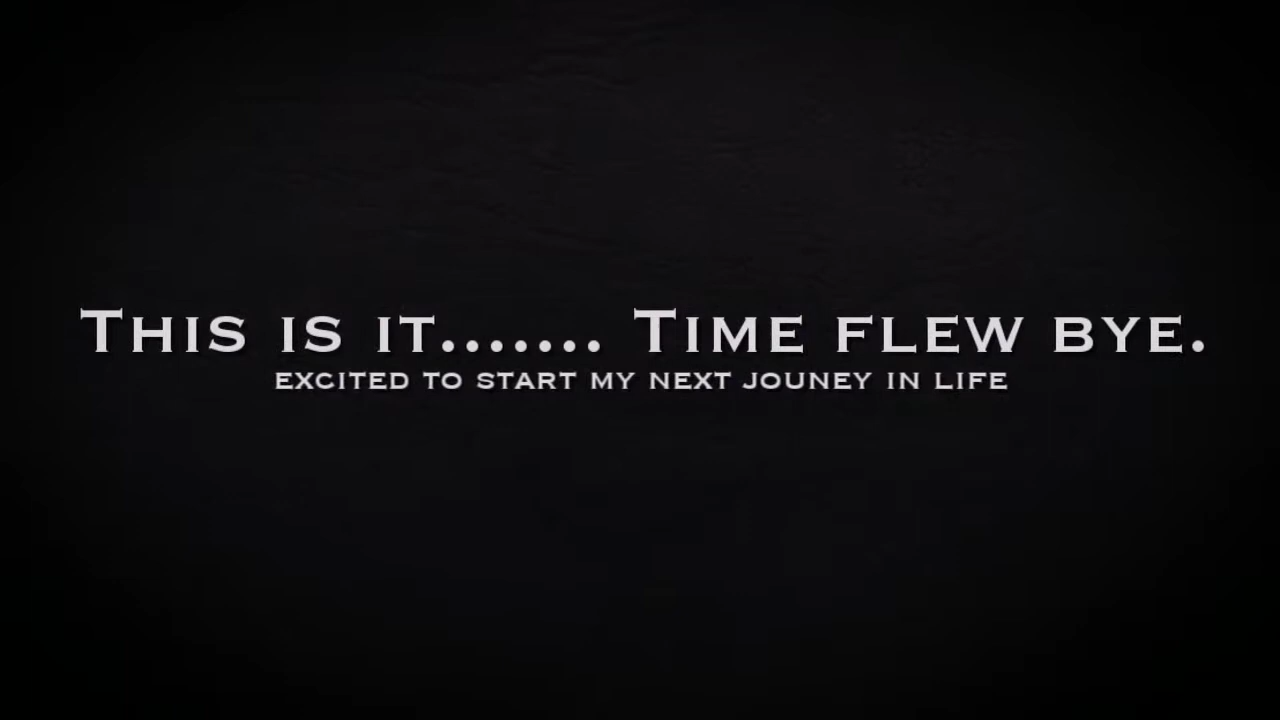 This is it....... Time flew bye.
excited to start my next jouney in life